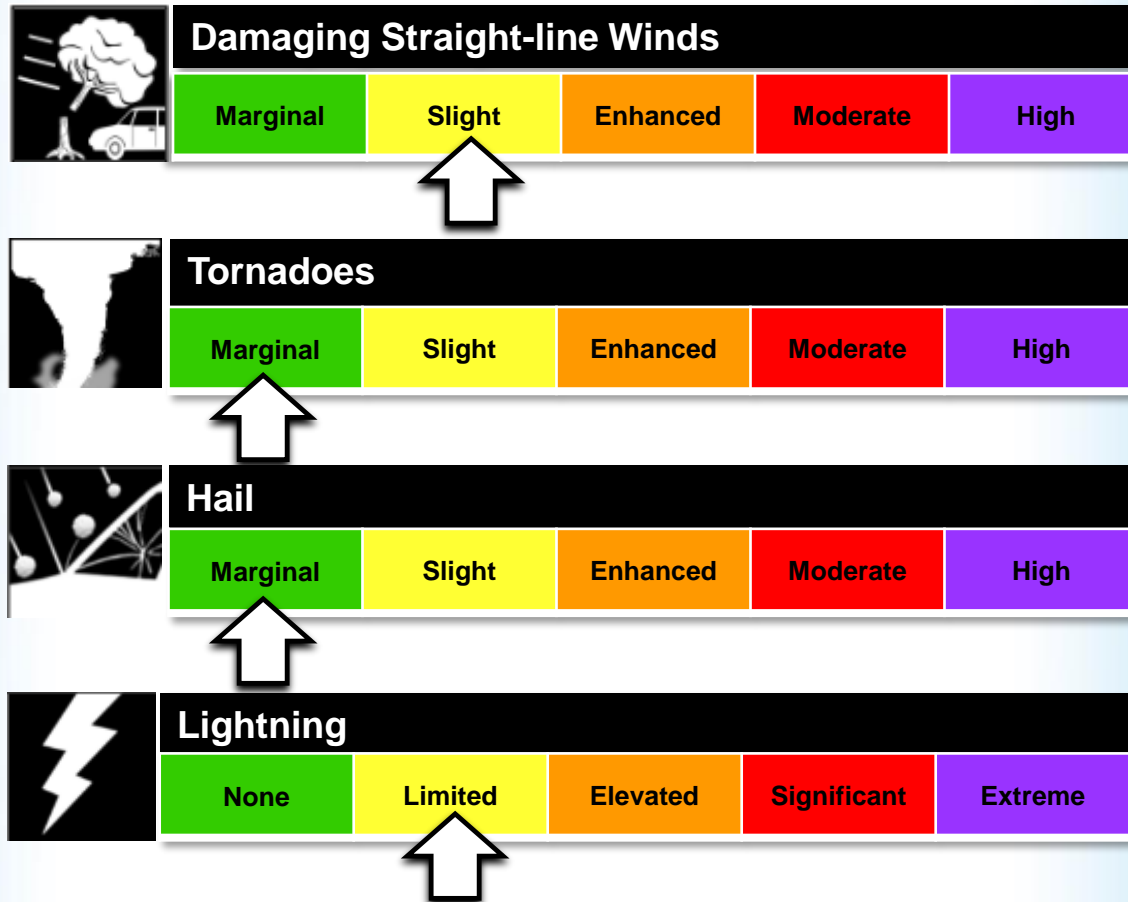 Damaging Straight-line Winds
Marginal Slight Enhanced Moderate High
Tornadoes
Marginal Slight Enhanced Moderate High
Hail
Marginal Slight Enhanced Moderate High
Lightning
None Limited Elevated Significant Extreme